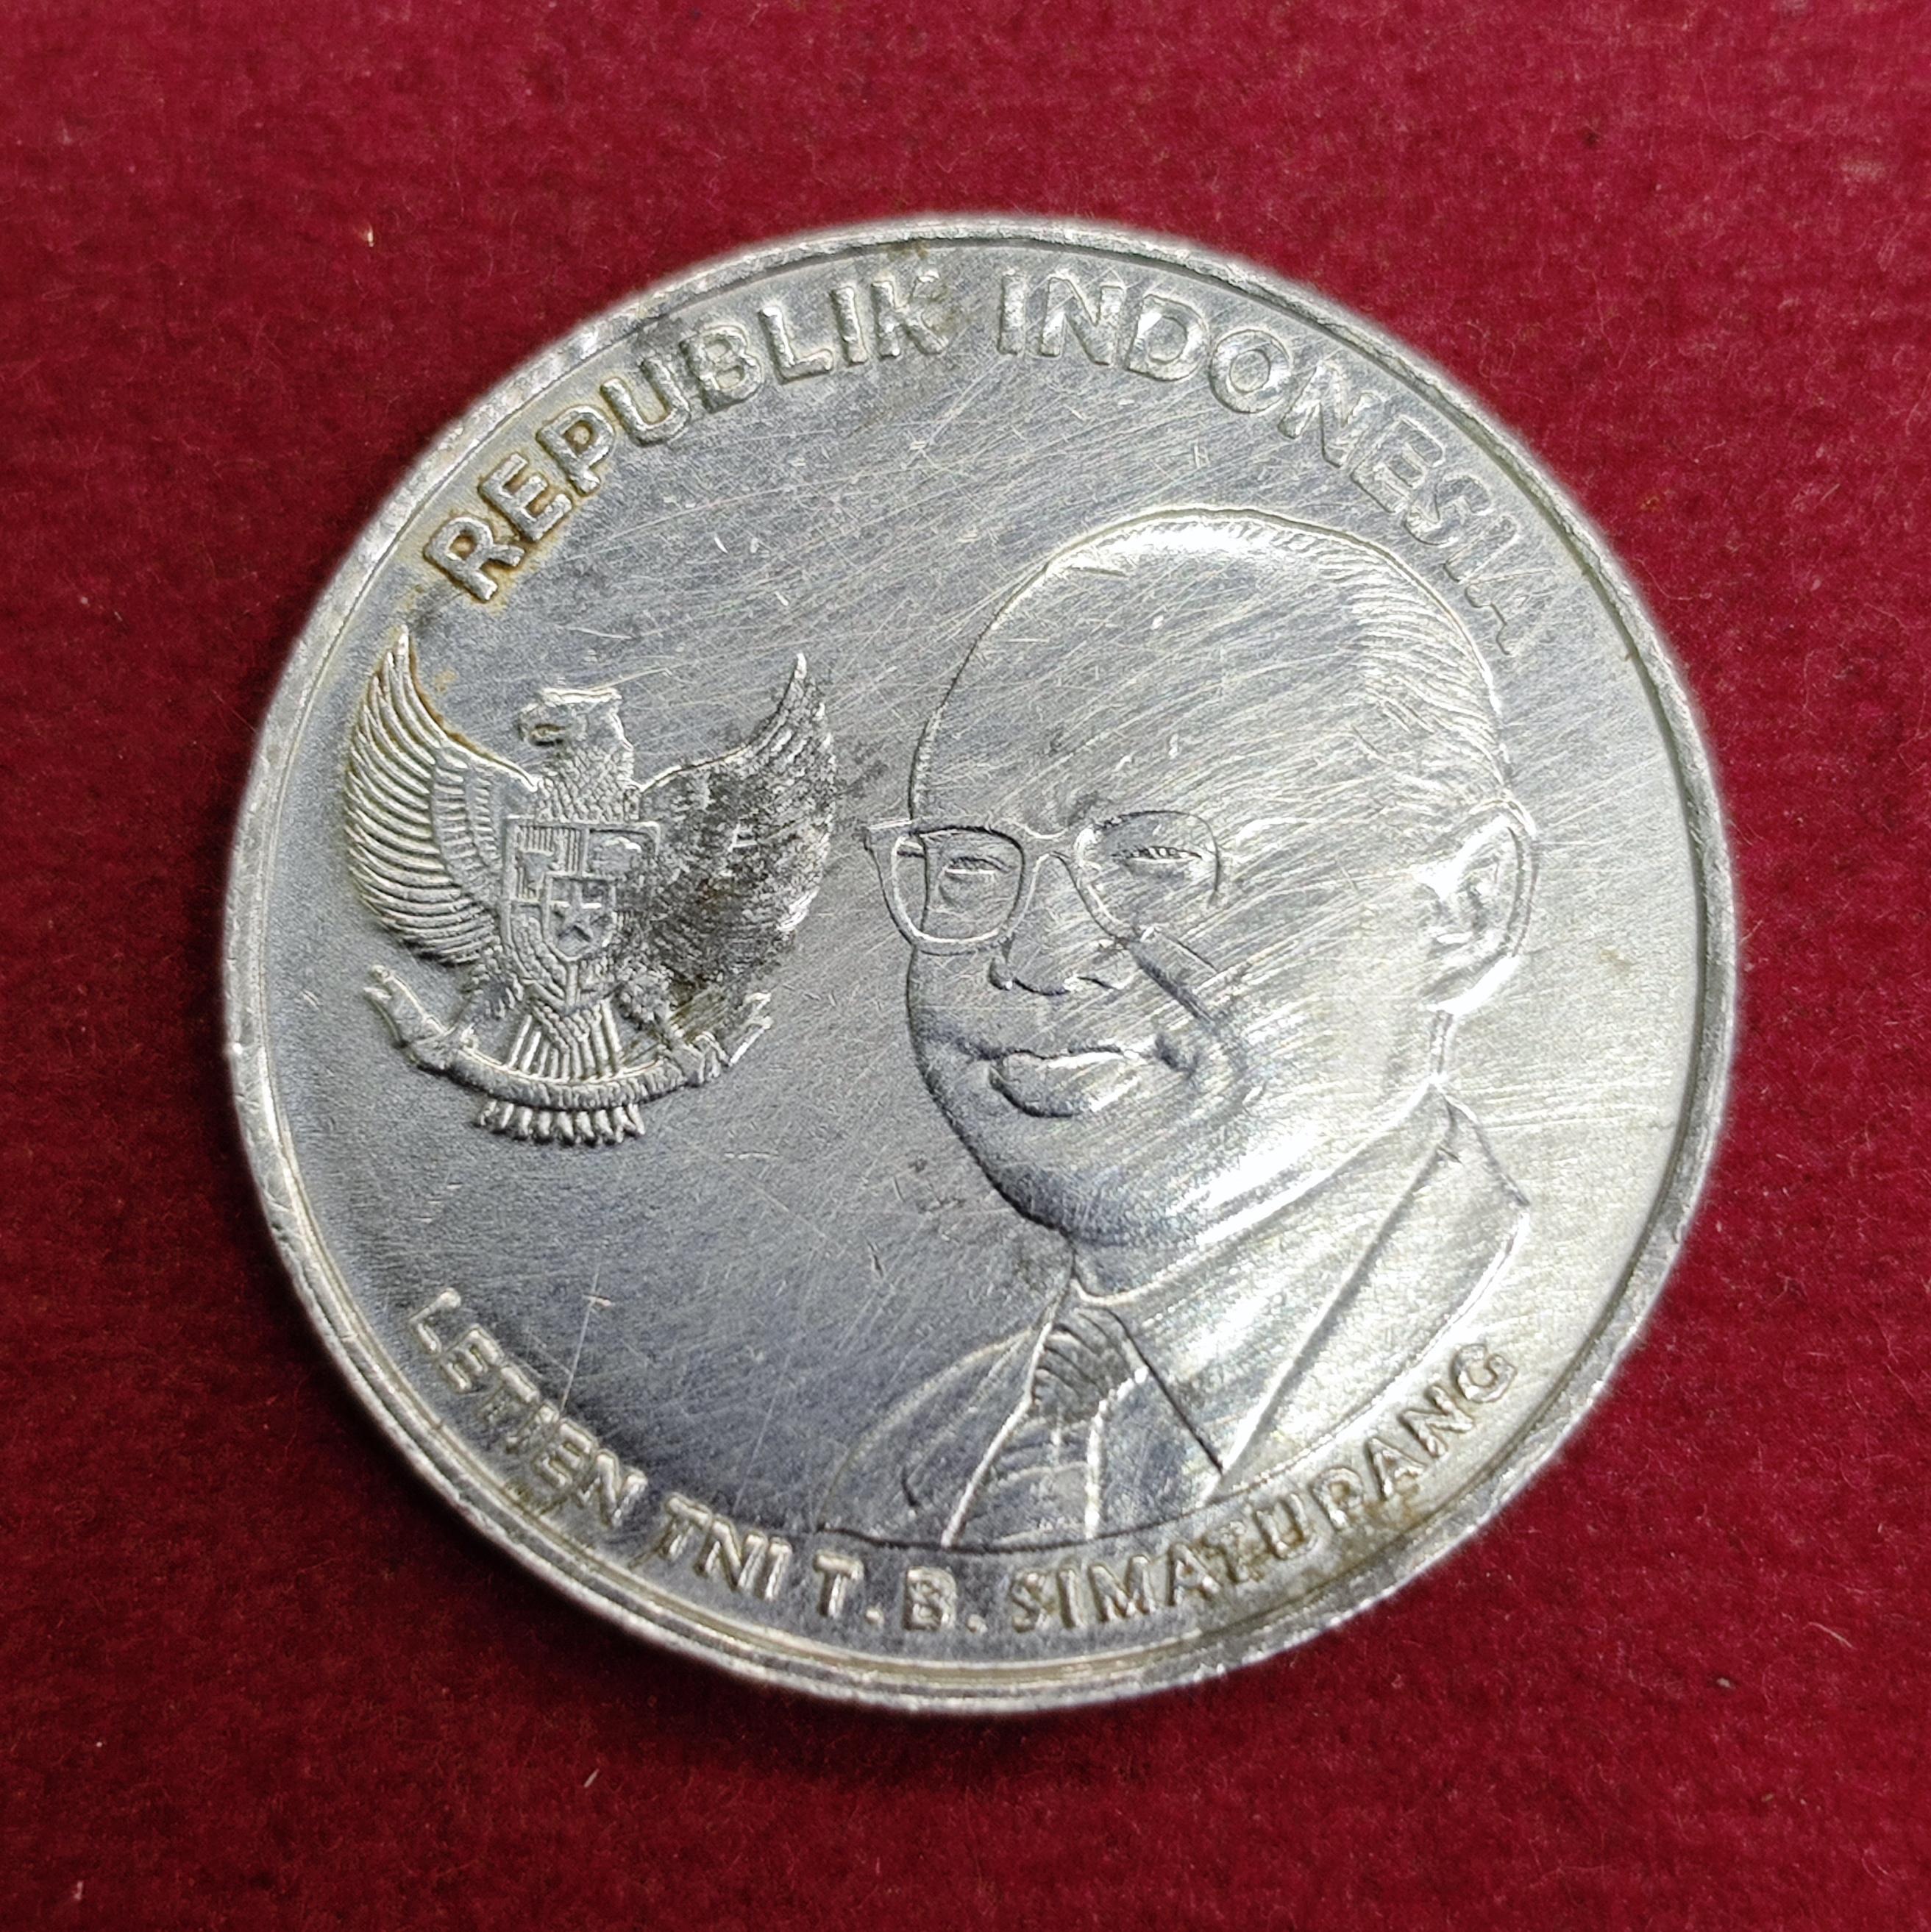 REPUBLIK INDONESIA
LETJEN TNI T.B. SIMATUPANG